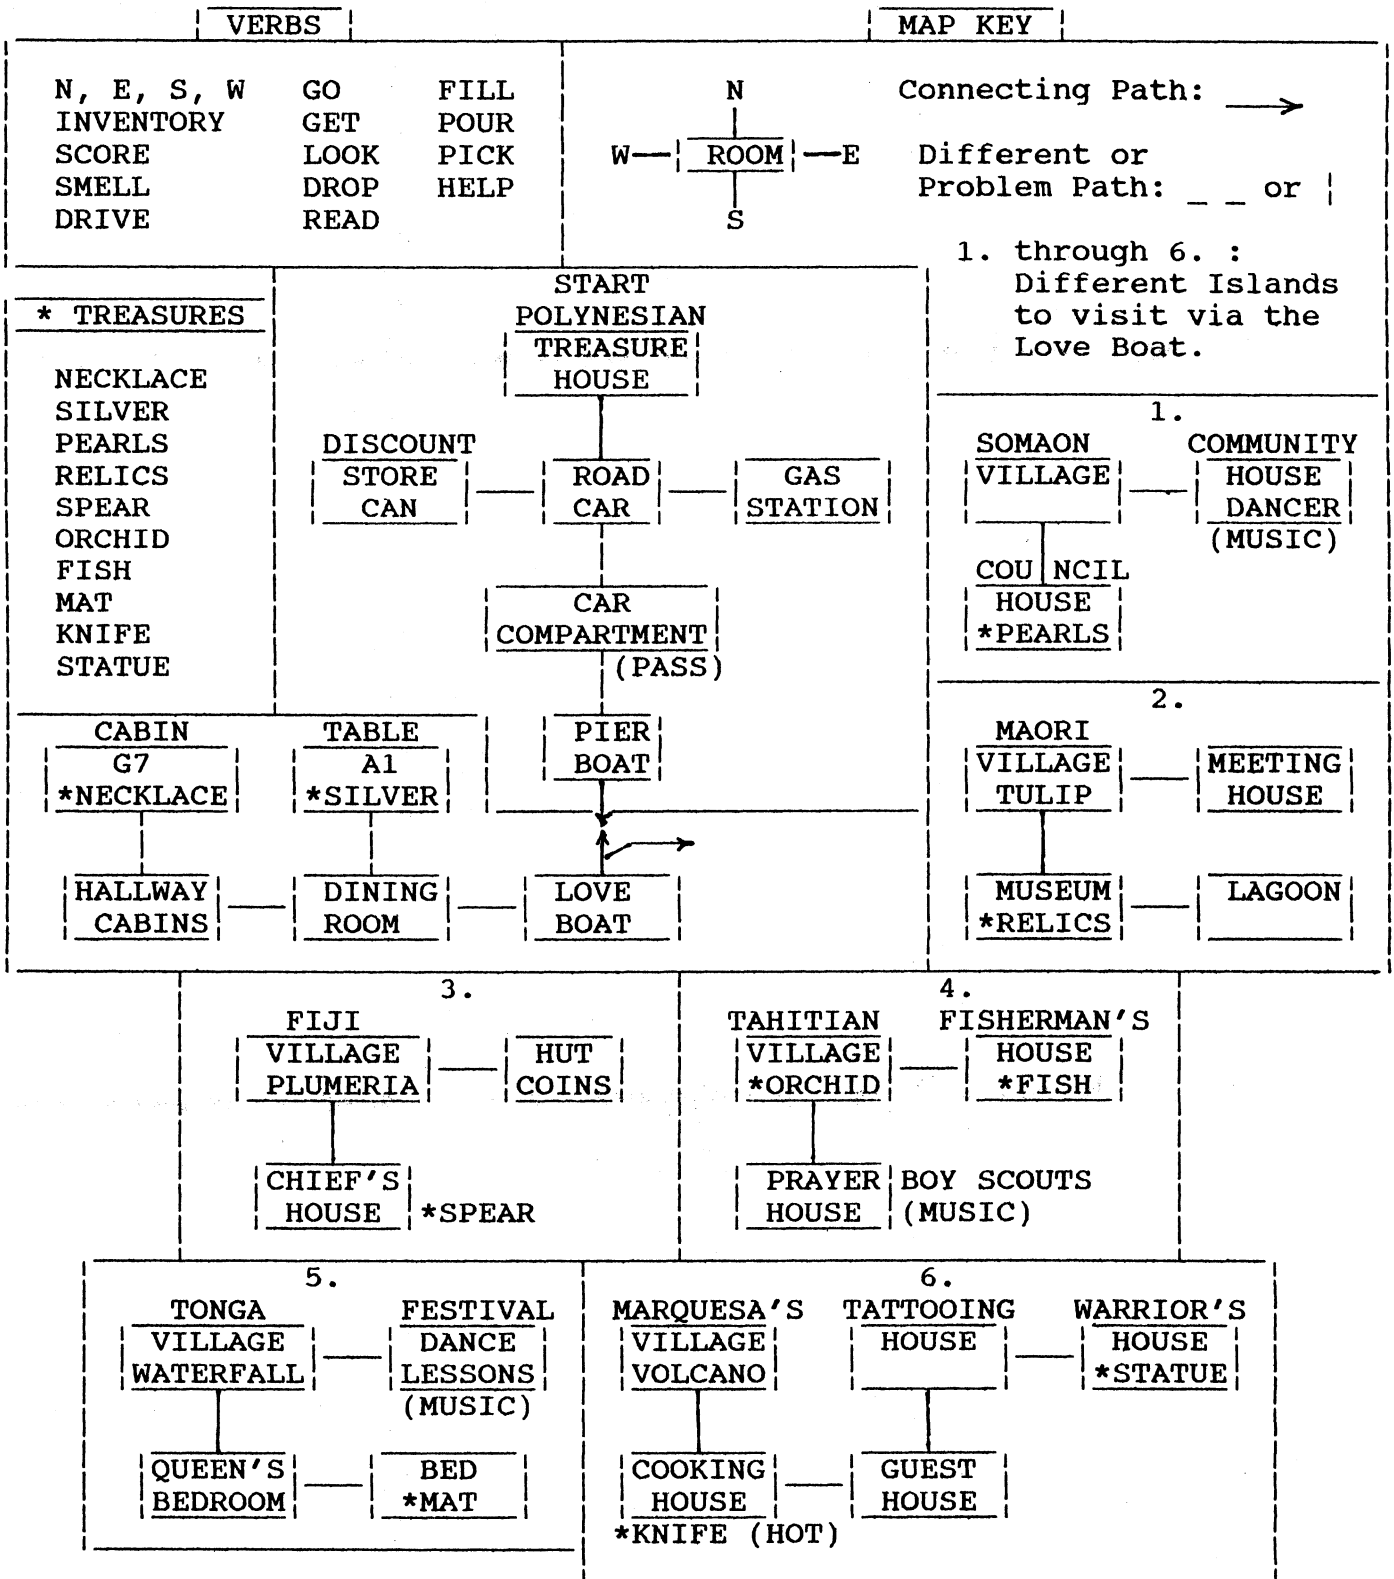 VERBS
N, E, S, W GO FILL
INVENTORY GET POUR
SCORE LOOK PICK
SMELL DROP HELP
DRIVE READ
MAP KEY
N
W ROOM E
S
Connecting Path:
Different or
Problem Path: _ _ or |
1. through 6. :
Different Islands
to visit via the
Love Boat.
* TREASURES
NECKLACE
SILVER
PEARLS
RELICS
SPEAR
ORCHID
FISH
MAT
KNIFE
STATUE
START
POLYNESIAN
TREASURE
HOUSE
DISCOUNT
STORE ROAD GAS
CAN CAR STATION
CAR
COMPARTMENT
(PASS)
PIER
BOAT
CABIN TABLE
G7 A1
*NECKLACE *SILVER
HALLWAY DINING LOVE
CABINS ROOM BOAT
1.
SOMAON COMMUNITY
VILLAGE HOUSE
DANCER
(MUSIC)
COUNCIL
HOUSE
*PEARLS
2.
MAORI
VILLAGE MEETING
TULIP HOUSE
MUSEUM LAGOON
*RELICS
3.
FIJI
VILLAGE HUT
PLUMERIA COINS
CHIEF'S
HOUSE *SPEAR
4.
TAHITIAN FISHERMAN'S
VILLAGE HOUSE
*ORCHID *FISH
PRAYER BOY SCOUTS
HOUSE (MUSIC)
5.
TONGA FESTIVAL
VILLAGE DANCE
WATERFALL LESSONS
(MUSIC)
QUEEN'S BED
BEDROOM *MAT
6.
MARQUESA'S TATTOOING WARRIOR'S
VILLAGE HOUSE HOUSE
VOLCANO *STATUE
COOKING GUEST
HOUSE HOUSE
*KNIFE (HOT)